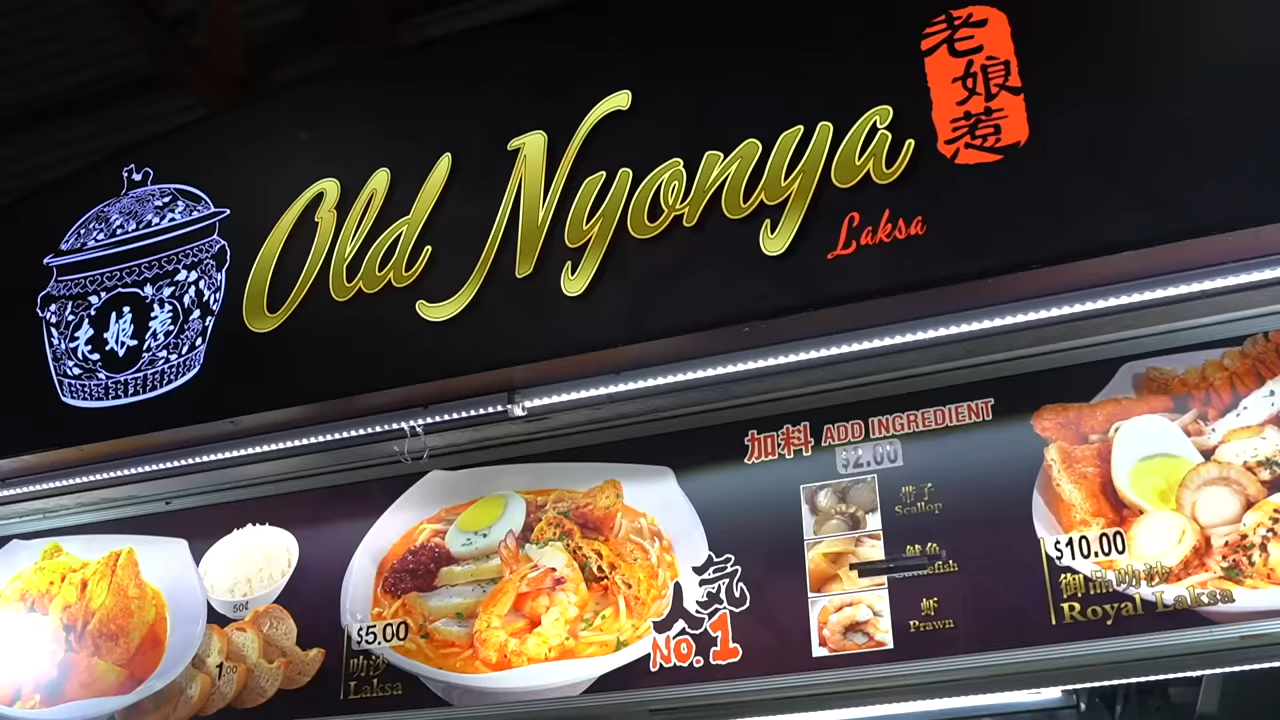 老娘惹
老娘惹
Old Nyonya
Laksa
加料 ADD INGREDIENT
$2.00
带子
Scallop
鱿鱼
Cuttlefish
虾
Prawn
50¢
1.00
$5.00
叻沙
Laksa
人气
No.1
$10.00
御品叻沙
Royal Laksa